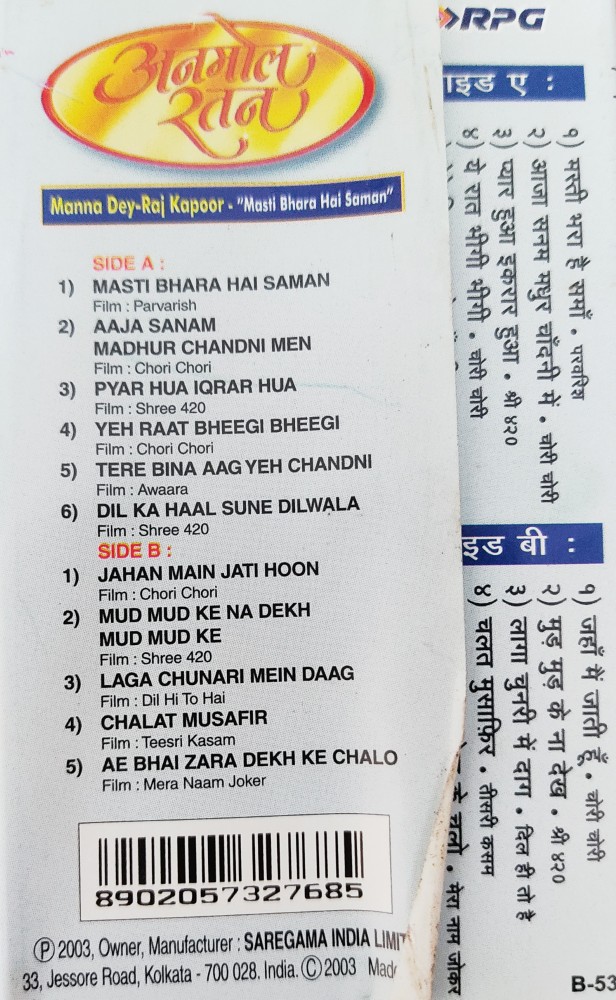 अनमोल
रतन
Manna Dey-Raj Kapoor - "Masti Bhara Hai Saman"
SIDE A :
1) MASTI BHARA HAI SAMAN
Film : Parvarish
2) AAJA SANAM
MADHUR CHANDNI MEN
Film : Chori Chori
3) PYAR HUA IQRAR HUA
Film : Shree 420
4) YEH RAAT BHEEGI BHEEGI
Film : Chori Chori
5) TERE BINA AAG YEH CHANDNI
Film : Awaara
6) DIL KA HAAL SUNE DILWALA
Film : Shree 420
SIDE B :
1) JAHAN MAIN JATI HOON
Film : Chori Chori
2) MUD MUD KE NA DEKH
MUD MUD KE
Film : Shree 420
3) LAGA CHUNARI MEIN DAAG
Film : Dil Hi To Hai
4) CHALAT MUSAFIR
Film : Teesri Kasam
5) AE BHAI ZARA DEKH KE CHALO
Film : Mera Naam Joker
8902057327685
Ⓟ 2003, Owner, Manufacturer : SAREGAMA INDIA LIMIT
33, Jessore Road, Kolkata - 700 028. India. Ⓒ 2003 Made
RPG
इड ए :
१) मस्ती भरा है समाँ • परवरिश
२) आजा सनम मधुर चाँदनी में • चोरी चोरी
३) प्यार हुआ इकरार हुआ • श्री ४२०
४) ये रात भीगी भीगी • चोरी चोरी
इड बी :
१) जहाँ मैं जाती हूँ • चोरी चोरी
२) मुड़ मुड़ के ना देख • श्री ४२०
३) लागा चुनरी में दाग • दिल ही तो है
४) चलत मुसाफ़िर • तीसरी कसम
के चलो • मेरा नाम जोकर
B-53